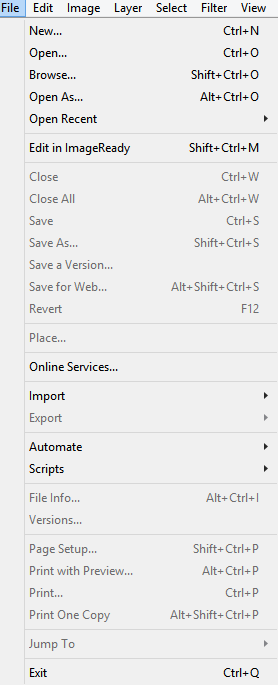 File Edit Image Layer Select Filter View
New... Ctrl+N
Open... Ctrl+O
Browse... Shift+Ctrl+O
Open As... Alt+Ctrl+O
Open Recent
Edit in ImageReady Shift+Ctrl+M
Close Ctrl+W
Close All Alt+Ctrl+W
Save Ctrl+S
Save As... Shift+Ctrl+S
Save a Version...
Save for Web... Alt+Shift+Ctrl+S
Revert F12
Place...
Online Services...
Import
Export
Automate
Scripts
File Info... Alt+Ctrl+I
Versions...
Page Setup... Shift+Ctrl+P
Print with Preview... Alt+Ctrl+P
Print... Ctrl+P
Print One Copy Alt+Shift+Ctrl+P
Jump To
Exit Ctrl+Q